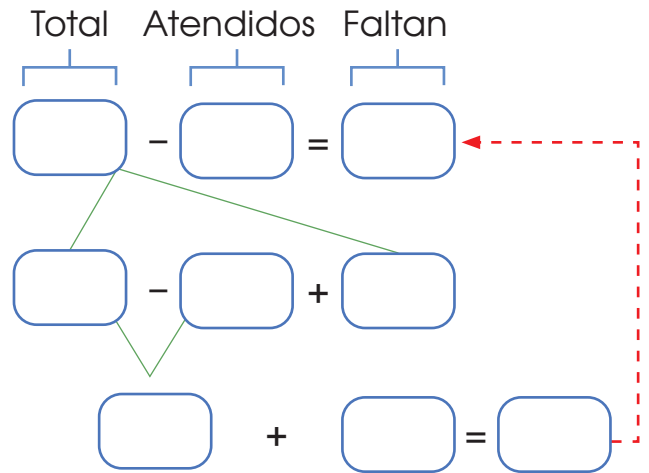 Total Atendidos Faltan
− =
− +
+ =